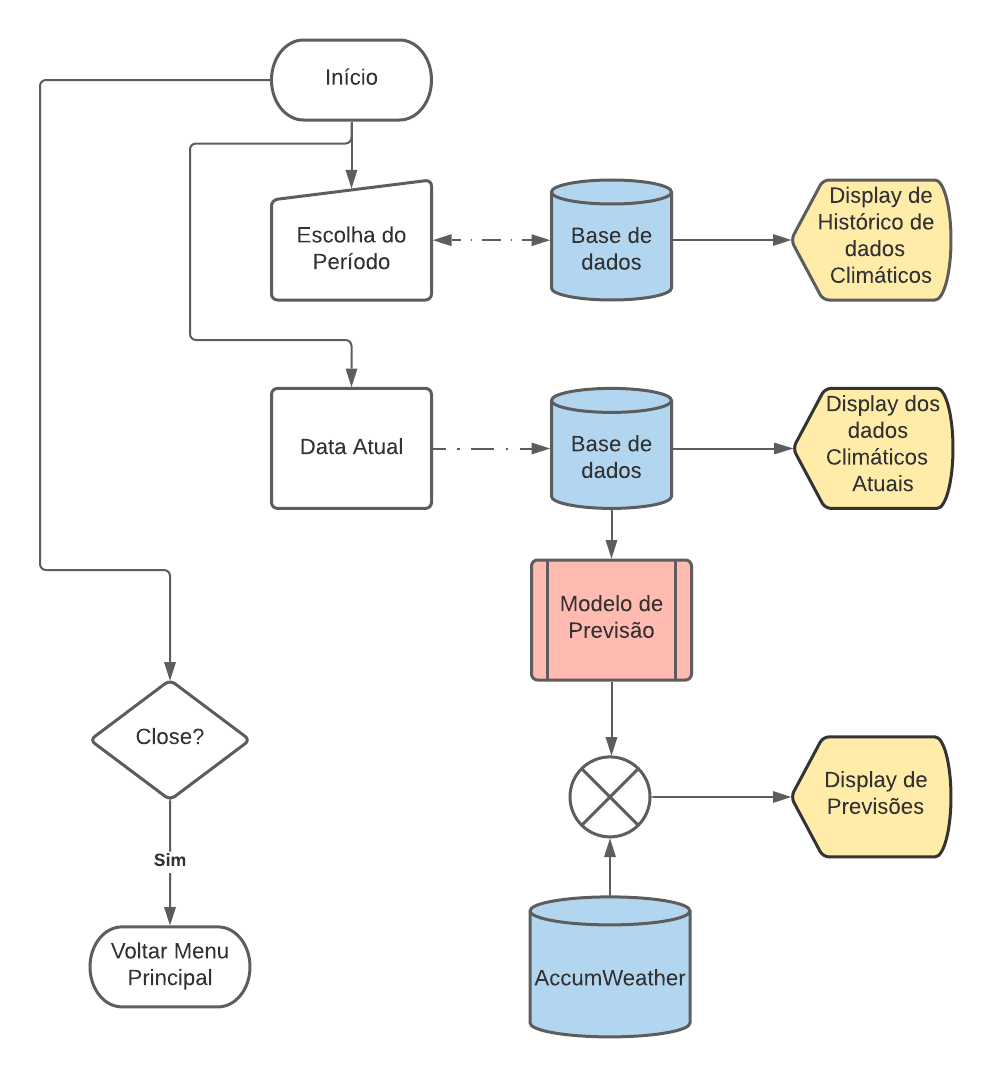 Início
Escolha do
Período
Base de
dados
Display de
Histórico de
dados
Climáticos
Data Atual
Base de
dados
Display dos
dados
Climáticos
Atuais
Modelo de
Previsão
Close?
Display de
Previsões
Sim
Voltar Menu
Principal
AccumWeather